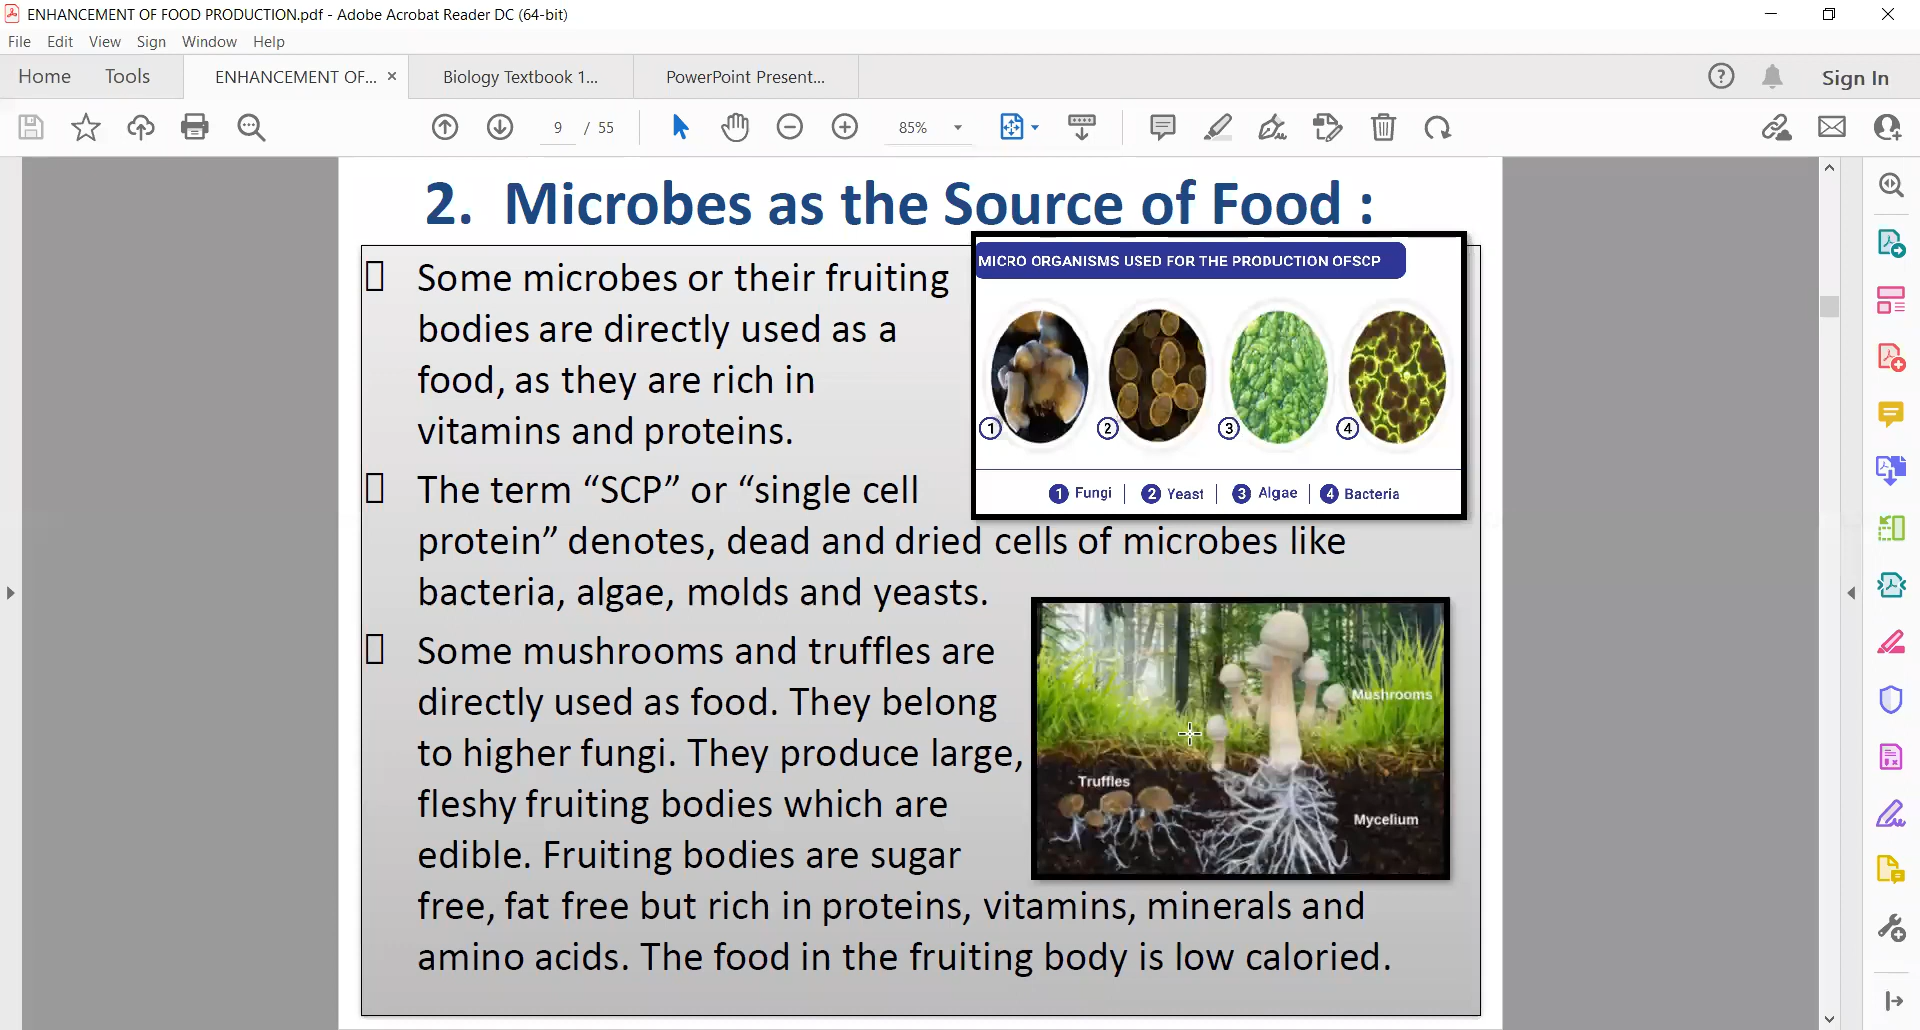 ENHANCEMENT OF FOOD PRODUCTION.pdf - Adobe Acrobat Reader DC (64-bit)
File Edit View Sign Window Help
Home Tools ENHANCEMENT OF... × Biology Textbook 1... PowerPoint Present... Sign In
9 / 55 85%
2. Microbes as the Source of Food :
Some microbes or their fruiting
bodies are directly used as a
food, as they are rich in
vitamins and proteins.
The term “SCP” or “single cell
protein” denotes, dead and dried cells of microbes like
bacteria, algae, molds and yeasts.
Some mushrooms and truffles are
directly used as food. They belong
to higher fungi. They produce large,
fleshy fruiting bodies which are
edible. Fruiting bodies are sugar
free, fat free but rich in proteins, vitamins, minerals and
amino acids. The food in the fruiting body is low caloried.
MICRO ORGANISMS USED FOR THE PRODUCTION OFSCP
1 2 3 4
1 Fungi | 2 Yeast | 3 Algae | 4 Bacteria
Mushrooms
Truffles
Mycelium